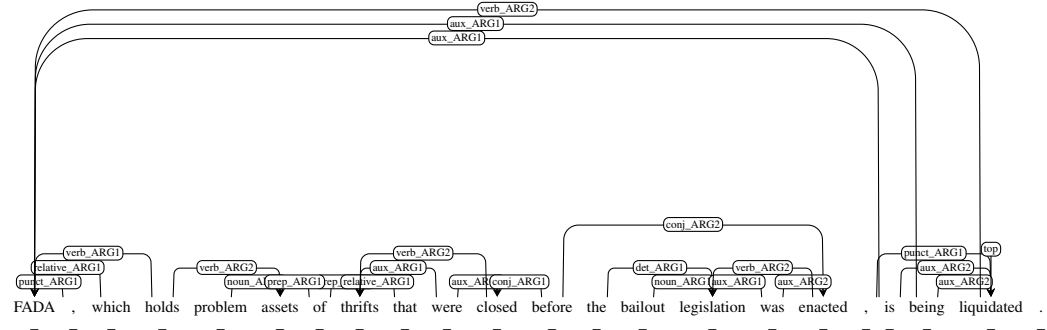 verb_ARG2
aux_ARG1
aux_ARG1
conj_ARG2
verb_ARG1 verb_ARG2 punct_ARG1 top
relative_ARG1 verb_ARG2 aux_ARG1 det_ARG1 verb_ARG2 aux_ARG2
punct_ARG1 prep_ARG1 relative_ARG1 conj_ARG1 aux_ARG1 aux_ARG2 aux_ARG2
FADA , which holds problem assets of thrifts that were closed before the bailout legislation was enacted , is being liquidated .